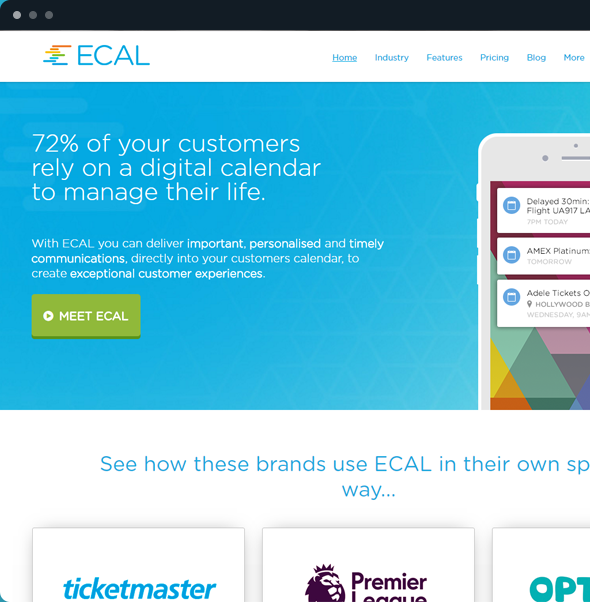 ECAL
Home Industry Features Pricing Blog More
72% of your customers
rely on a digital calendar
to manage their life.
With ECAL you can deliver important, personalised and timely
communications, directly into your customers calendar, to
create exceptional customer experiences.
MEET ECAL
Delayed 30min:
Flight UA917 LA
7PM TODAY
AMEX Platinum:
TOMORROW
Adele Tickets O
HOLLYWOOD B
WEDNESDAY, 9AM
See how these brands use ECAL in their own sp
way...
ticketmaster
Premier
League
OPT